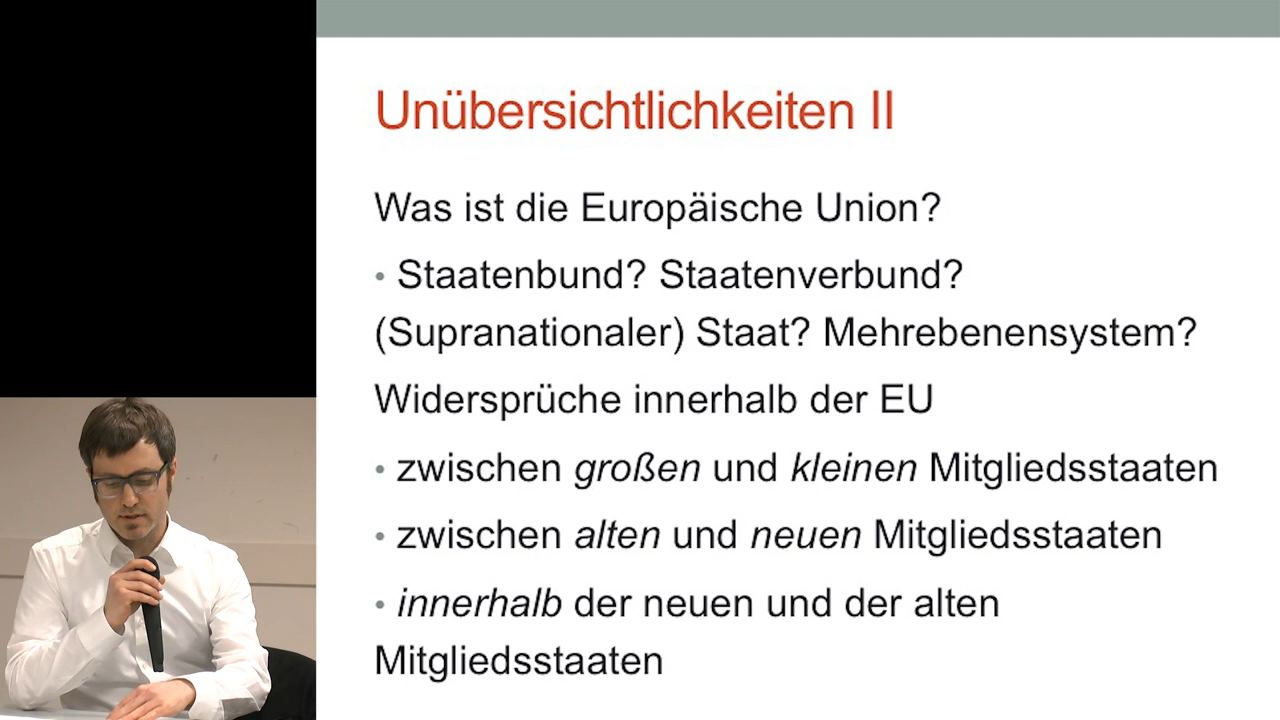 Unübersichtlichkeiten II
Was ist die Europäische Union?
• Staatenbund? Staatenverbund?
(Supranationaler) Staat? Mehrebenensystem?
Widersprüche innerhalb der EU
• zwischen großen und kleinen Mitgliedsstaaten
• zwischen alten und neuen Mitgliedsstaaten
• innerhalb der neuen und der alten
Mitgliedsstaaten